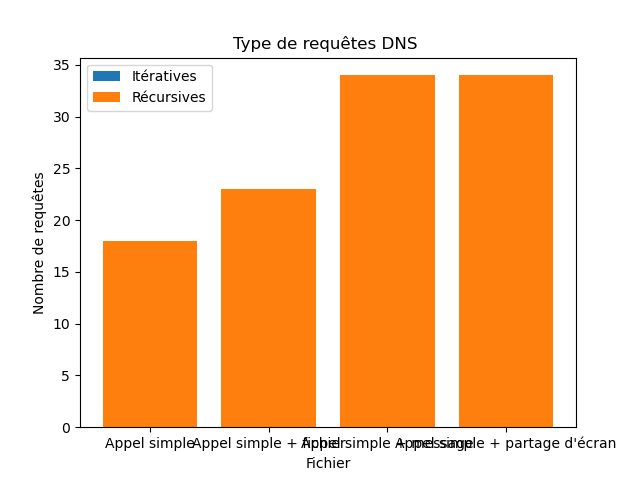 Type de requêtes DNS
Itératives
Récursives
35
30
25
20
15
10
5
0
Nombre de requêtes
Appel simple
Appel simple + fichier
Appel simple + message
Appel simple + partage d'écran
Fichier